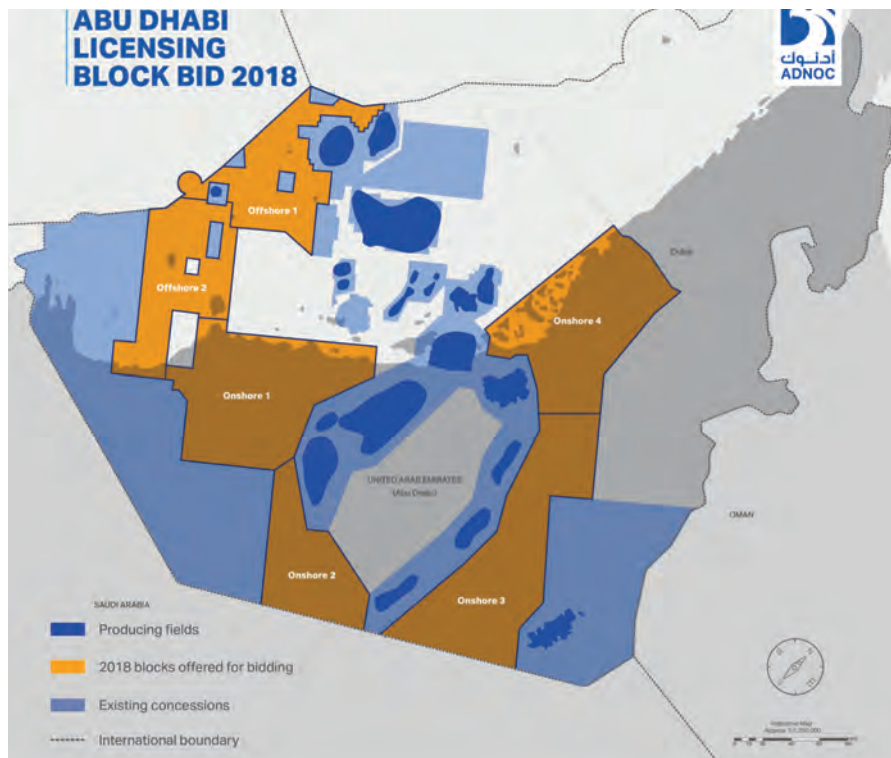 ABU DHABI
LICENSING
BLOCK BID 2018
أدنوك
ADNOC
Offshore 1
Offshore 2
Dubai
Onshore 4
Onshore 1
UNITED ARAB EMIRATES
(Abu Dhabi)
OMAN
Onshore 2
Onshore 3
SAUDI ARABIA
Producing fields
2018 blocks offered for bidding
Existing concessions
International boundary